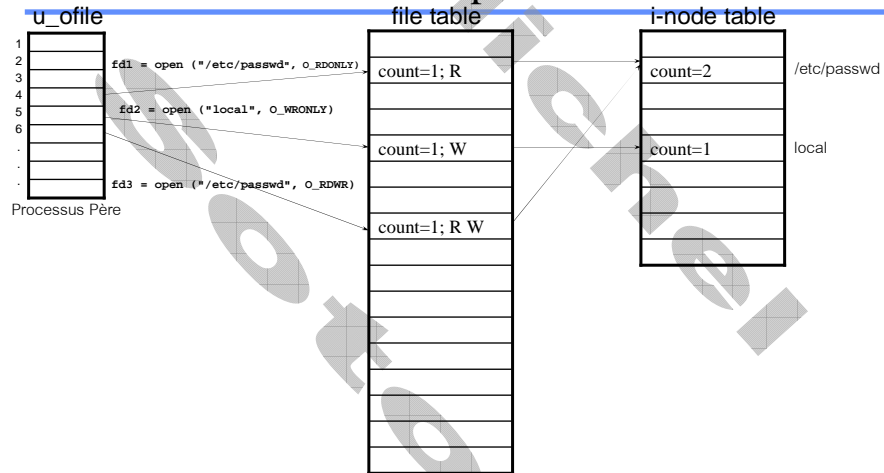 u_ofile
file table
i-node table
1
2
3
4
5
6
.
.
.
fd1 = open ("/etc/passwd", O_RDONLY)
fd2 = open ("local", O_WRONLY)
fd3 = open ("/etc/passwd", O_RDWR)
Processus Père
count=1; R
count=1; W
count=1; R W
count=2
count=1
/etc/passwd
local